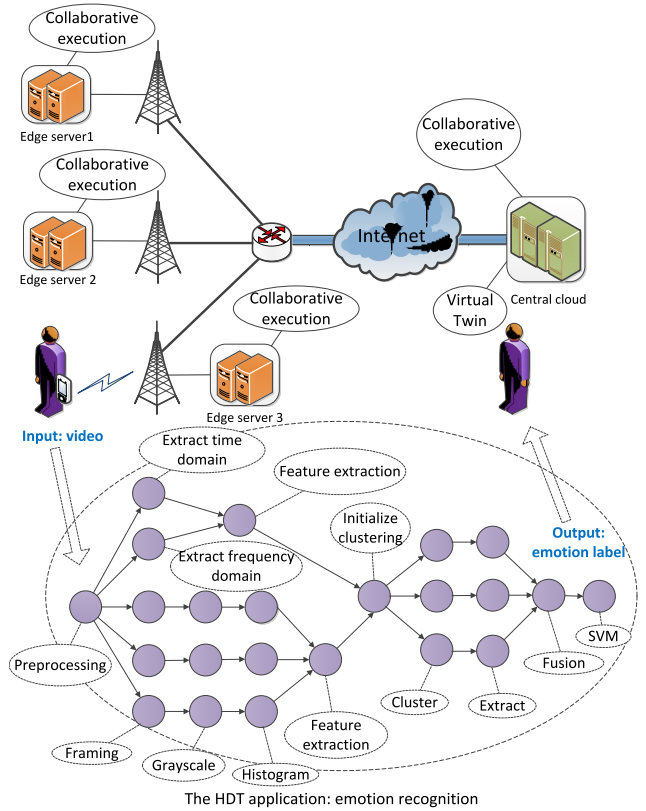 Collaborative
execution
Edge server1
Collaborative
execution
Collaborative
execution
Internet
Edge server 2
Collaborative
execution
Virtual
Twin
Central cloud
Edge server 3
Input: video
Extract time
domain
Feature extraction
Initialize
clustering
Output:
emotion label
Extract frequency
domain
Preprocessing
SVM
Fusion
Cluster
Extract
Feature
extraction
Framing
Grayscale
Histogram
The HDT application: emotion recognition